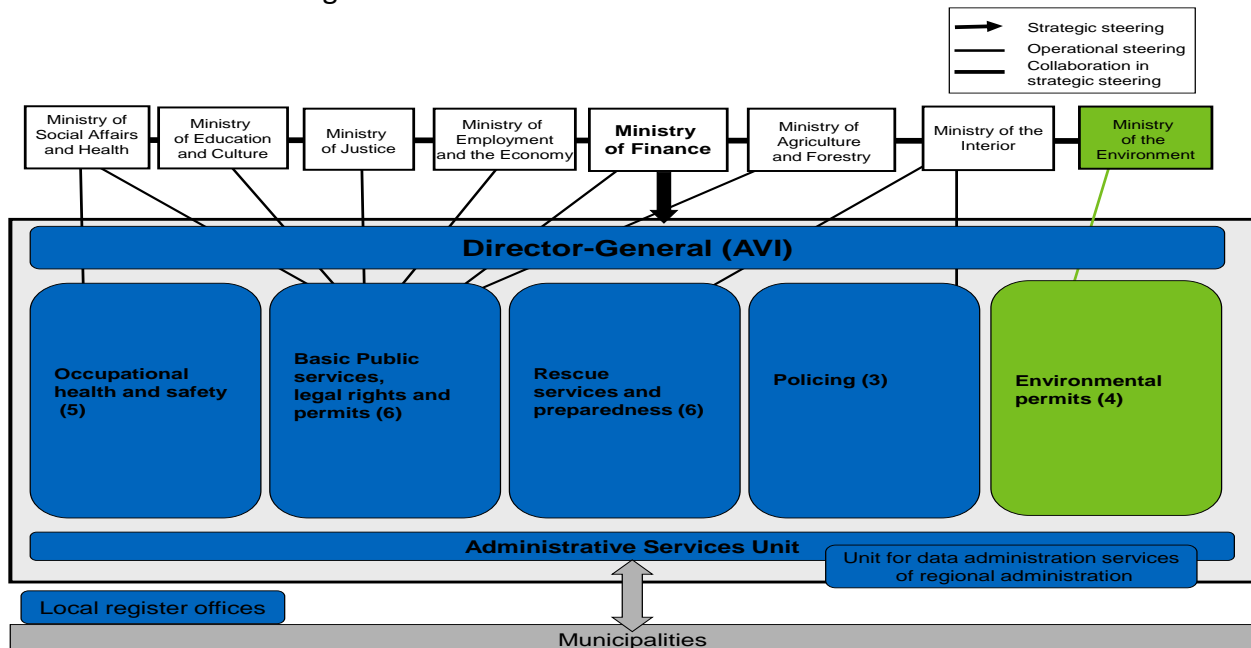 Strategic steering
Operational steering
Collaboration in
strategic steering
Ministry of
Social Affairs
and Health
Ministry
of Education
and Culture
Ministry
of Justice
Ministry of
Employment
and the Economy
Ministry
of Finance
Ministry of
Agriculture
and Forestry
Ministry of the
Interior
Ministry
of the
Environment
Director-General (AVI)
Occupational
health and safety
(5)
Basic Public
services,
legal rights and
permits (6)
Rescue
services and
preparedness (6)
Policing (3)
Environmental
permits (4)
Administrative Services Unit
Unit for data administration services
of regional administration
Local register offices
Municipalities